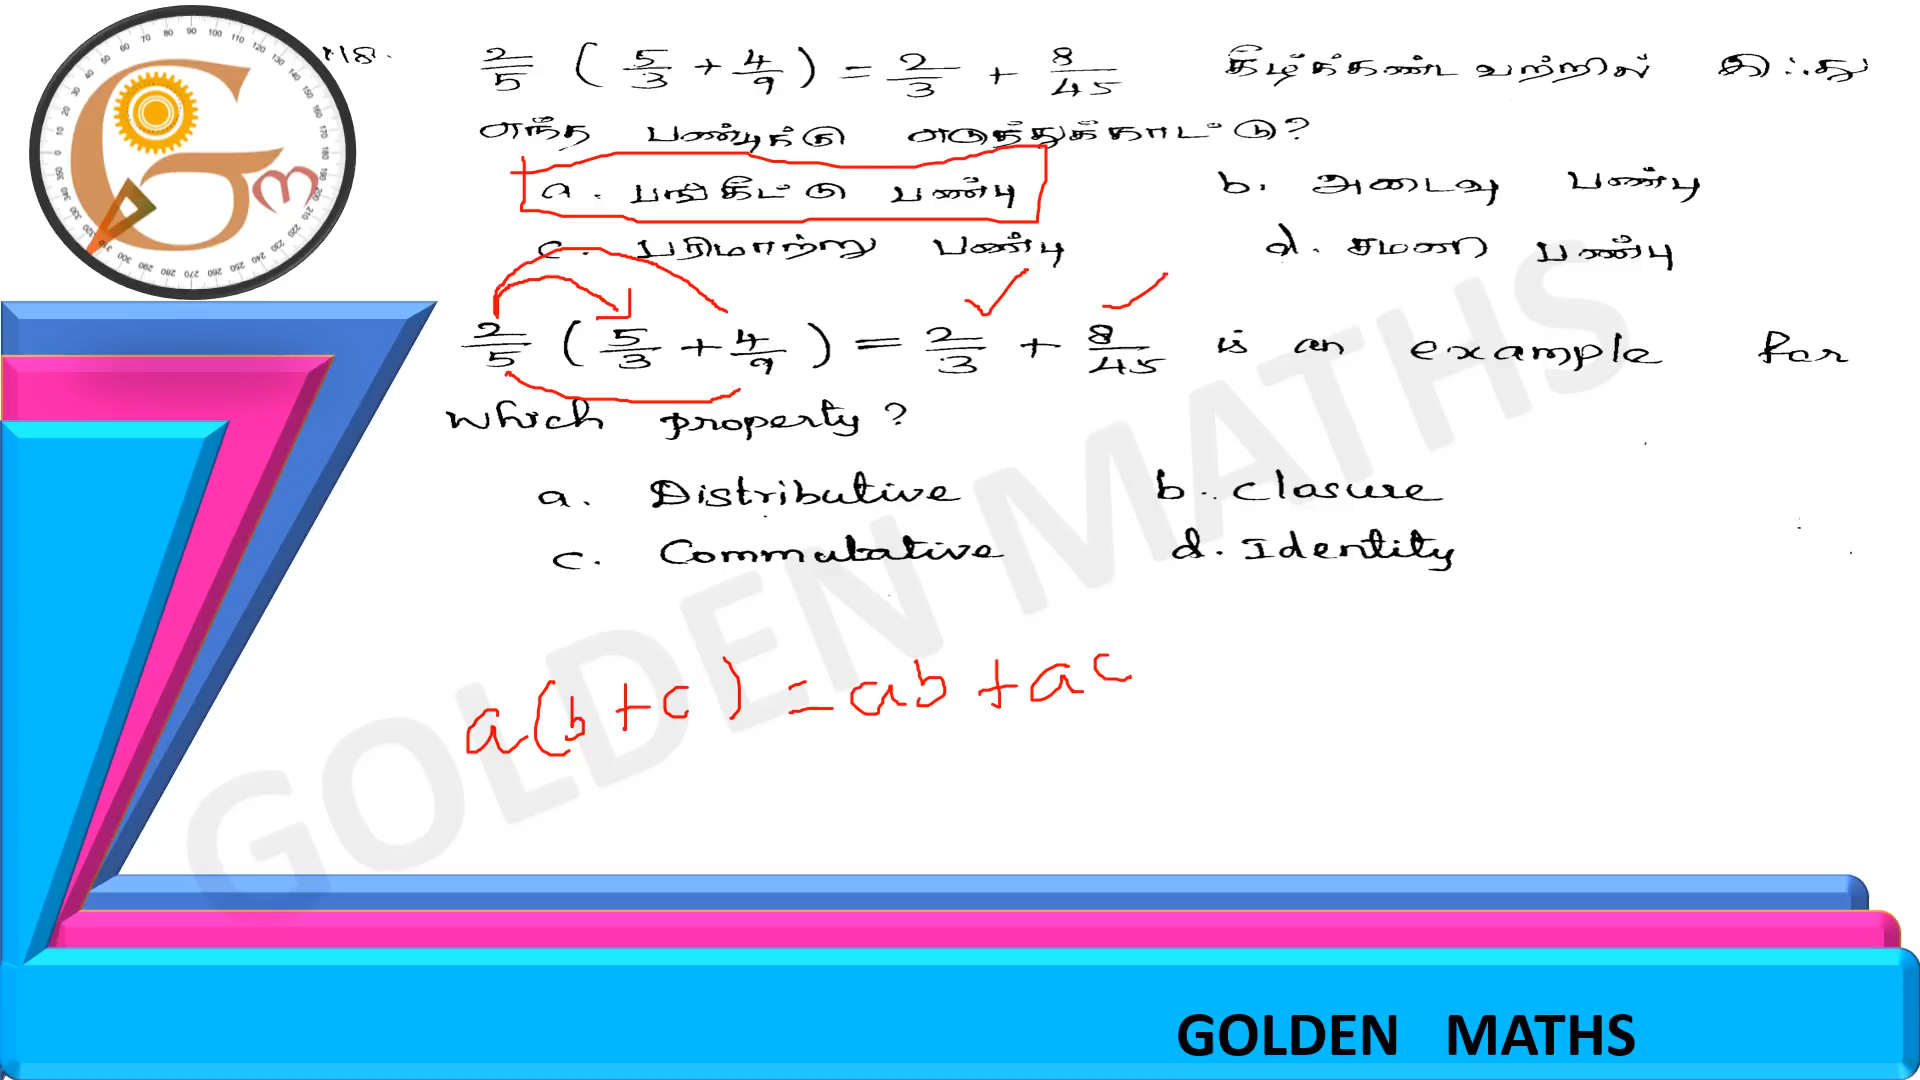 118. 2/5 ( 5/3 + 4/9 ) = 2/3 + 8/45 கீழ்க்கண்டவற்றில் இஃது
எந்த பண்புக்கு எடுத்துக்காட்டு?
a. பங்கீட்டு பண்பு b. அடைவு பண்பு
c. பரிமாற்று பண்பு d. சமனி பண்பு
2/5 ( 5/3 + 4/9 ) = 2/3 + 8/45 is an example for
which property?
a. Distributive b. Closure
c. Commutative d. Identity
a(b+c) = ab+ac
GOLDEN MATHS
GOLDEN MATHS